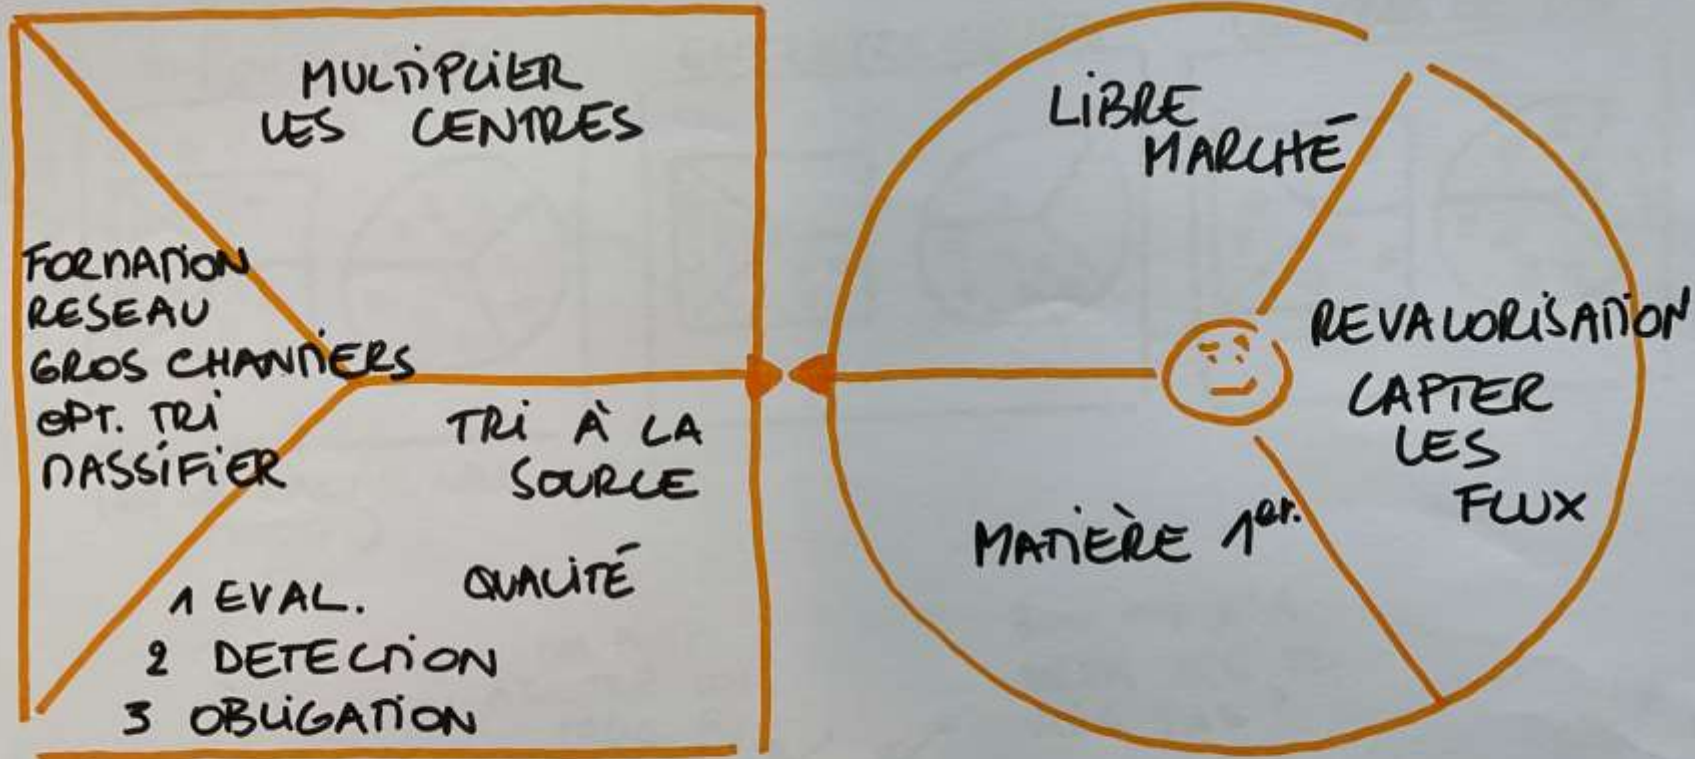 MULTIPLIER
LES CENTRES
FORMATION
RESEAU
GROS CHANTIERS
OPT. TRI
MASSIFIER
TRI À LA
SOURCE
QUALITÉ
1 EVAL.
2 DETECTION
3 OBLIGATION
LIBRE
MARCHÉ
REVALORISATION
CAPTER
LES
FLUX
MATIÈRE 1èr.